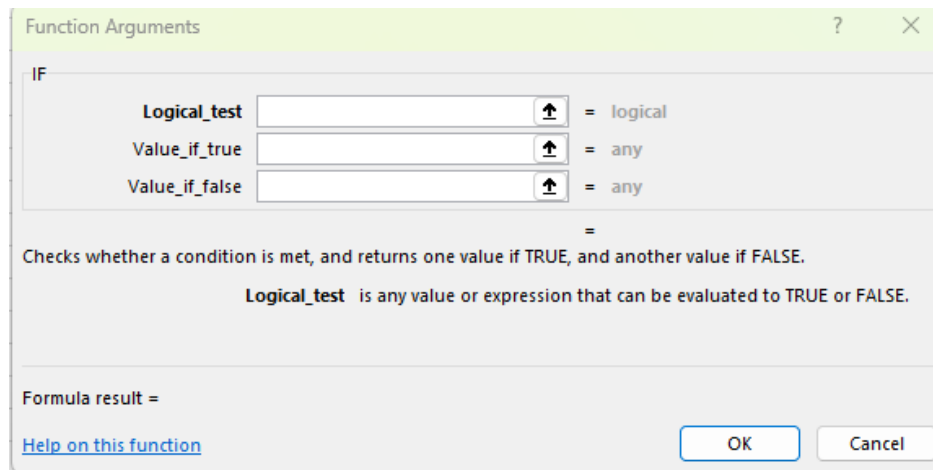 Function Arguments ? ×
IF
Logical_test = logical
Value_if_true = any
Value_if_false = any
=
Checks whether a condition is met, and returns one value if TRUE, and another value if FALSE.
Logical_test is any value or expression that can be evaluated to TRUE or FALSE.
Formula result =
Help on this function OK Cancel